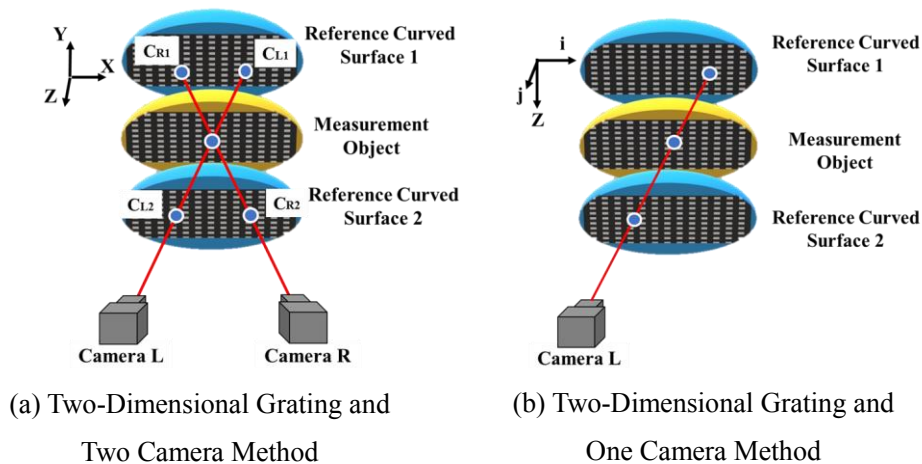 Y
X
Z
CR1
CL1
Reference Curved
Surface 1
Measurement
Object
CL2
CR2
Reference Curved
Surface 2
Camera L
Camera R
(a) Two-Dimensional Grating and
Two Camera Method
i
j
Z
Reference Curved
Surface 1
Measurement
Object
Reference Curved
Surface 2
Camera L
(b) Two-Dimensional Grating and
One Camera Method